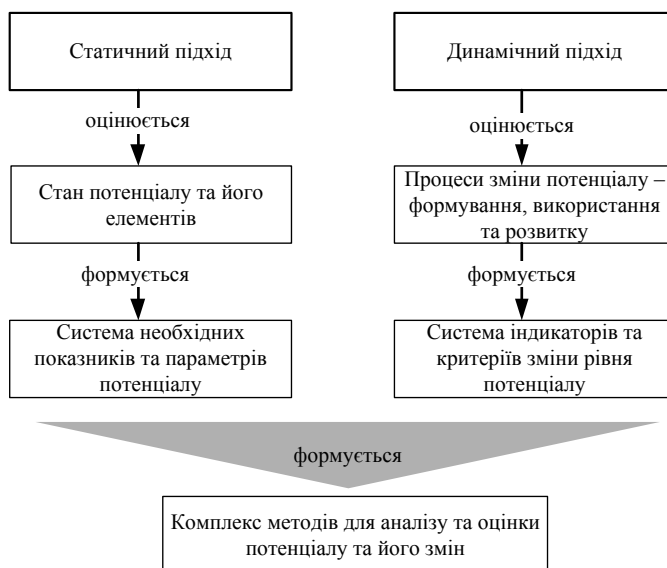 Статичний підхід
Динамічний підхід
оцінюється
оцінюється
Стан потенціалу та його
елементів
Процеси зміни потенціалу –
формування, використання
та розвитку
формується
формується
Система необхідних
показників та параметрів
потенціалу
Система індикаторів та
критеріїв зміни рівня
потенціалу
формується
Комплекс методів для аналізу та оцінки
потенціалу та його змін